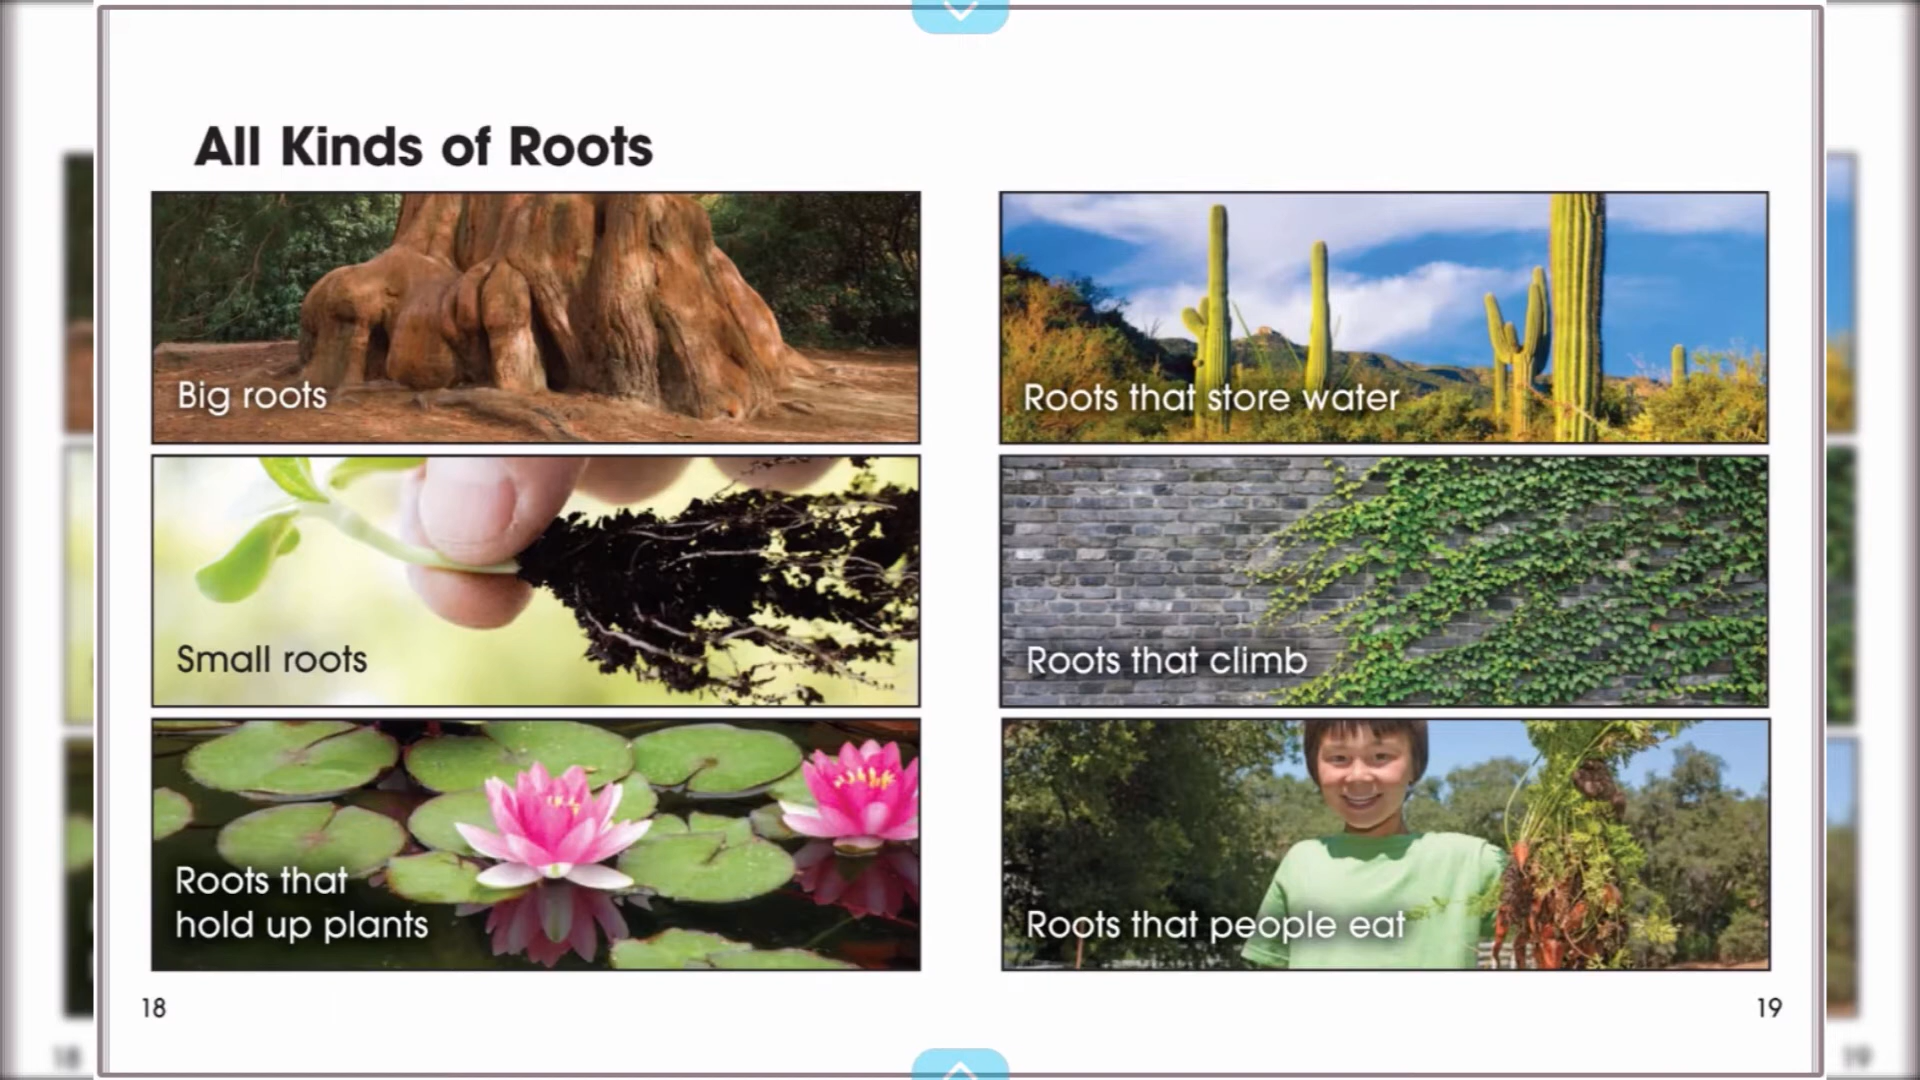 All Kinds of Roots
Big roots
Small roots
Roots that
hold up plants
18
Roots that store water
Roots that climb
Roots that people eat
19